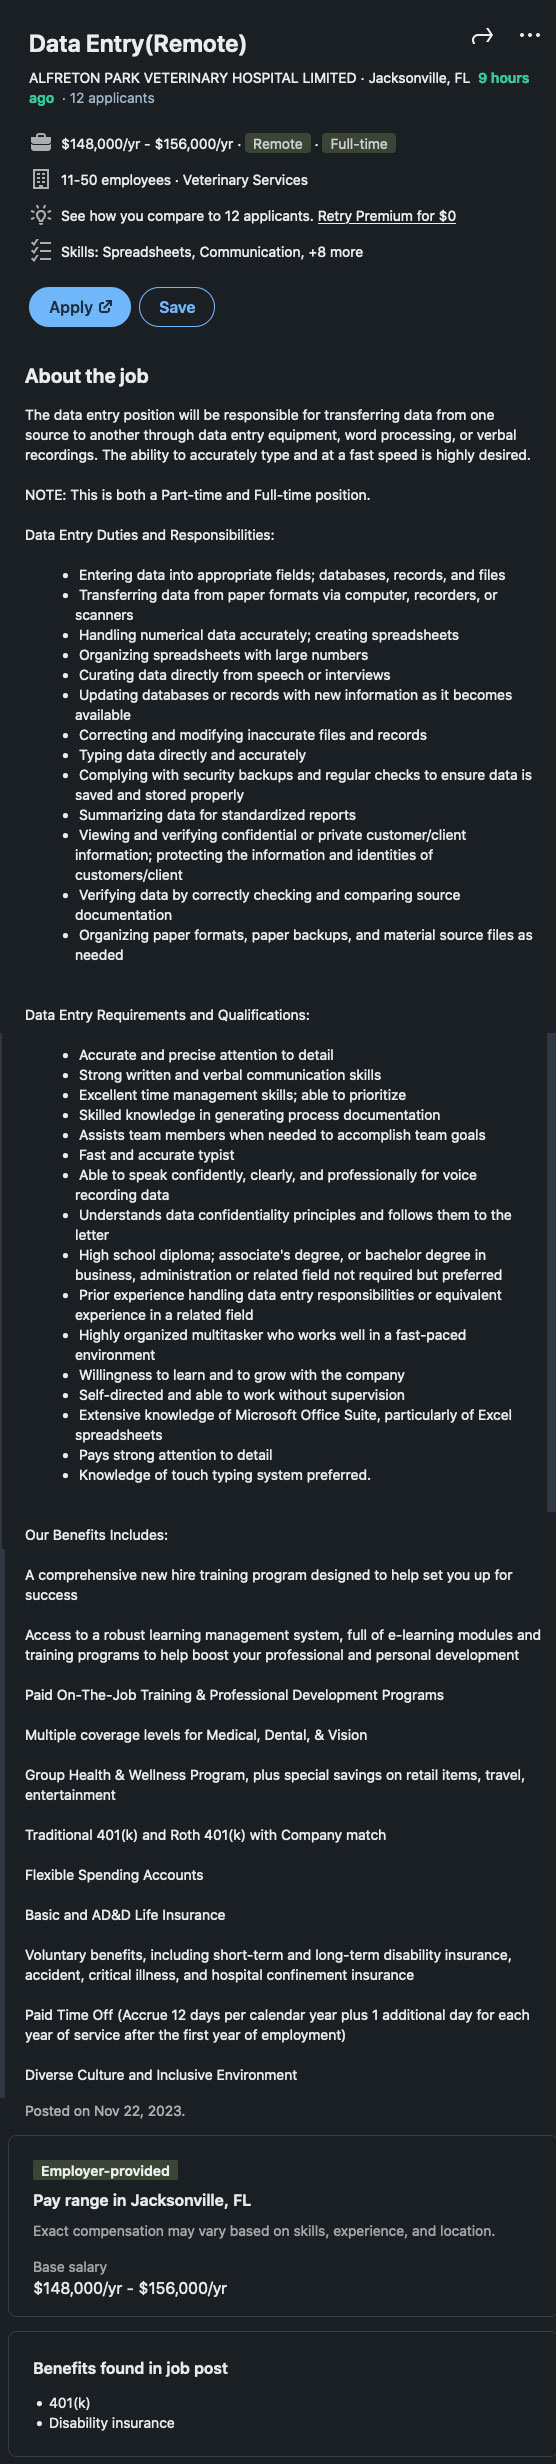 Data Entry(Remote)
ALFRETON PARK VETERINARY HOSPITAL LIMITED · Jacksonville, FL 9 hours
ago · 12 applicants
$148,000/yr - $156,000/yr · Remote · Full-time
11-50 employees · Veterinary Services
See how you compare to 12 applicants. Retry Premium for $0
Skills: Spreadsheets, Communication, +8 more
Apply
Save
About the job
The data entry position will be responsible for transferring data from one
source to another through data entry equipment, word processing, or verbal
recordings. The ability to accurately type and at a fast speed is highly desired.
NOTE: This is both a Part-time and Full-time position.
Data Entry Duties and Responsibilities:
• Entering data into appropriate fields; databases, records, and files
• Transferring data from paper formats via computer, recorders, or
scanners
• Handling numerical data accurately; creating spreadsheets
• Organizing spreadsheets with large numbers
• Curating data directly from speech or interviews
• Updating databases or records with new information as it becomes
available
• Correcting and modifying inaccurate files and records
• Typing data directly and accurately
• Complying with security backups and regular checks to ensure data is
saved and stored properly
• Summarizing data for standardized reports
• Viewing and verifying confidential or private customer/client
information; protecting the information and identities of
customers/client
• Verifying data by correctly checking and comparing source
documentation
• Organizing paper formats, paper backups, and material source files as
needed
Data Entry Requirements and Qualifications:
• Accurate and precise attention to detail
• Strong written and verbal communication skills
• Excellent time management skills; able to prioritize
• Skilled knowledge in generating process documentation
• Assists team members when needed to accomplish team goals
• Fast and accurate typist
• Able to speak confidently, clearly, and professionally for voice
recording data
• Understands data confidentiality principles and follows them to the
letter
• High school diploma; associate's degree, or bachelor degree in
business, administration or related field not required but preferred
• Prior experience handling data entry responsibilities or equivalent
experience in a related field
• Highly organized multitasker who works well in a fast-paced
environment
• Willingness to learn and to grow with the company
• Self-directed and able to work without supervision
• Extensive knowledge of Microsoft Office Suite, particularly of Excel
spreadsheets
• Pays strong attention to detail
• Knowledge of touch typing system preferred.
Our Benefits Includes:
A comprehensive new hire training program designed to help set you up for
success
Access to a robust learning management system, full of e-learning modules and
training programs to help boost your professional and personal development
Paid On-The-Job Training & Professional Development Programs
Multiple coverage levels for Medical, Dental, & Vision
Group Health & Wellness Program, plus special savings on retail items, travel,
entertainment
Traditional 401(k) and Roth 401(k) with Company match
Flexible Spending Accounts
Basic and AD&D Life Insurance
Voluntary benefits, including short-term and long-term disability insurance,
accident, critical illness, and hospital confinement insurance
Paid Time Off (Accrue 12 days per calendar year plus 1 additional day for each
year of service after the first year of employment)
Diverse Culture and Inclusive Environment
Posted on Nov 22, 2023.
Employer-provided
Pay range in Jacksonville, FL
Exact compensation may vary based on skills, experience, and location.
Base salary
$148,000/yr - $156,000/yr
Benefits found in job post
• 401(k)
• Disability insurance